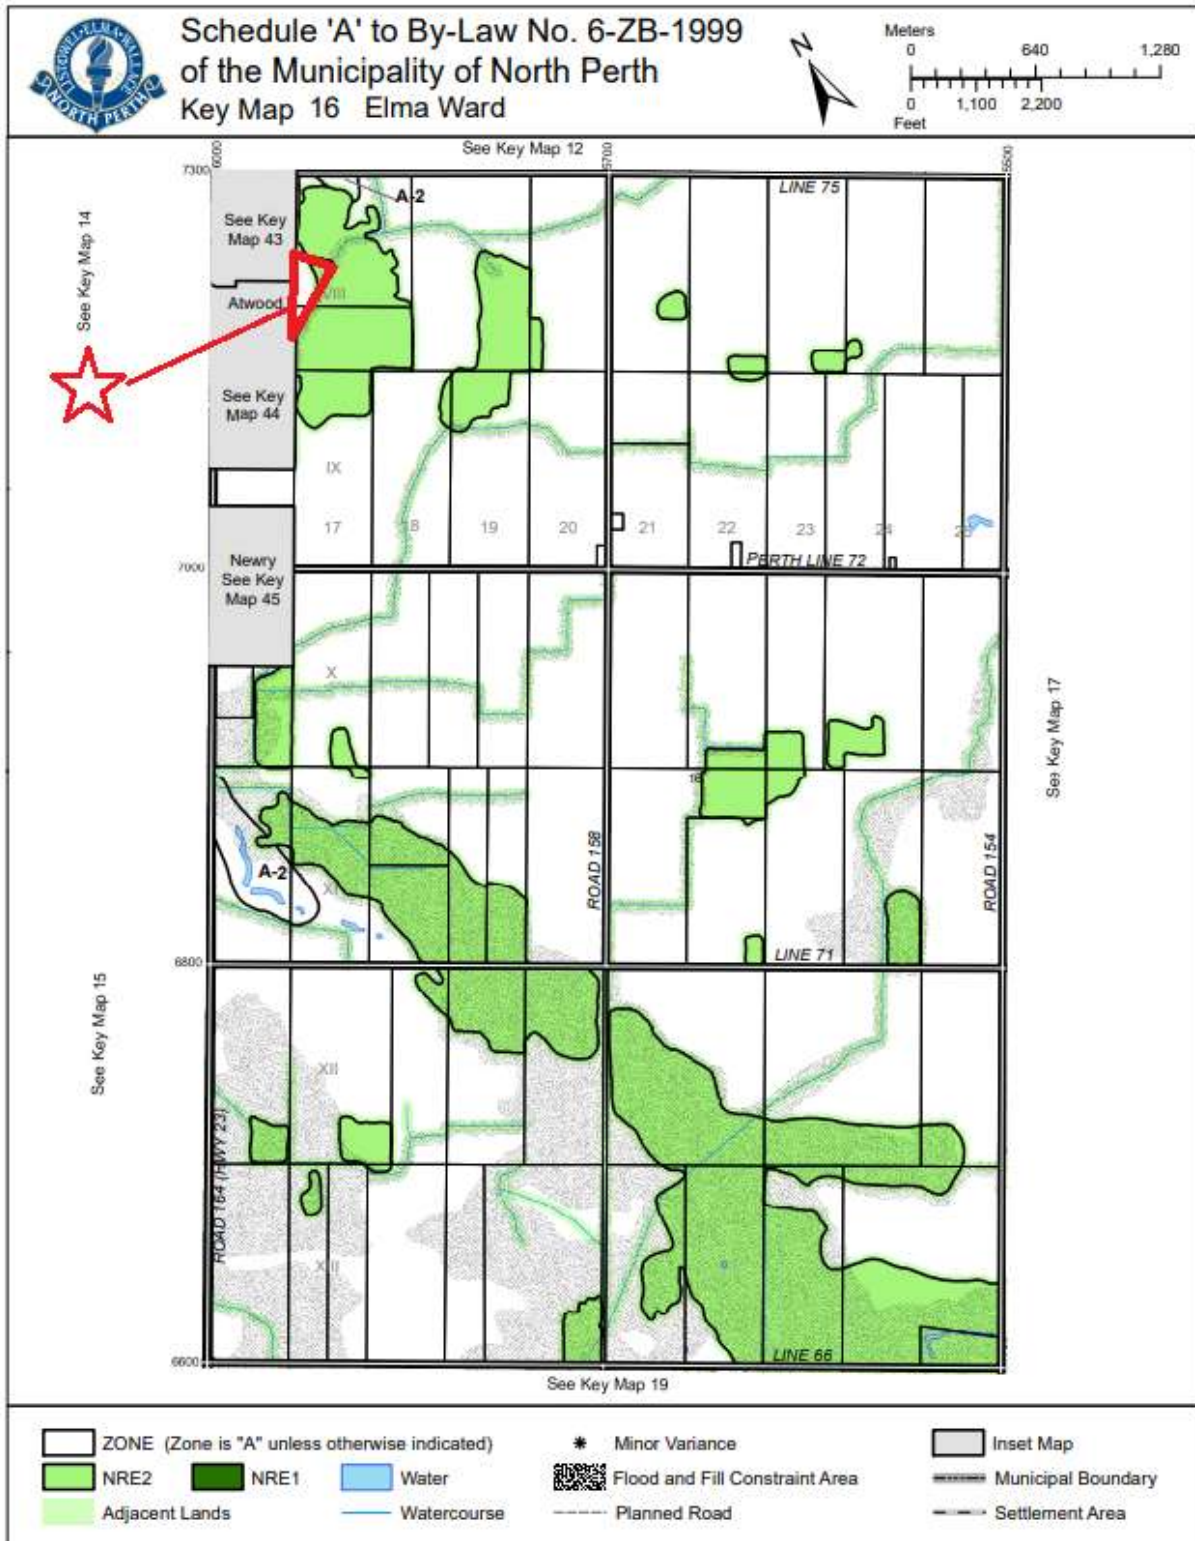 LISTOWEL·ELMA·WALLACE
NORTH PERTH
Schedule 'A' to By-Law No. 6-ZB-1999
of the Municipality of North Perth
Key Map 16 Elma Ward
N
Meters
0 640 1,280
0 1,100 2,200
Feet
See Key Map 12
6000
5700
5500
7300
A-2
LINE 75
See Key Map 14
See Key
Map 43
VIII
Atwood
See Key
Map 44
IX
17 18 19 20 21 22 23 24 25
PERTH LINE 72
7000
Newry
See Key
Map 45
X
See Key Map 17
A-2
XI
ROAD 158
ROAD 154
LINE 71
6800
See Key Map 15
XII
ROAD 164 (HWY 23)
XIII
LINE 66
6600
See Key Map 19
ZONE (Zone is "A" unless otherwise indicated)
Minor Variance
Inset Map
NRE2
NRE1
Water
Flood and Fill Constraint Area
Municipal Boundary
Adjacent Lands
Watercourse
Planned Road
Settlement Area